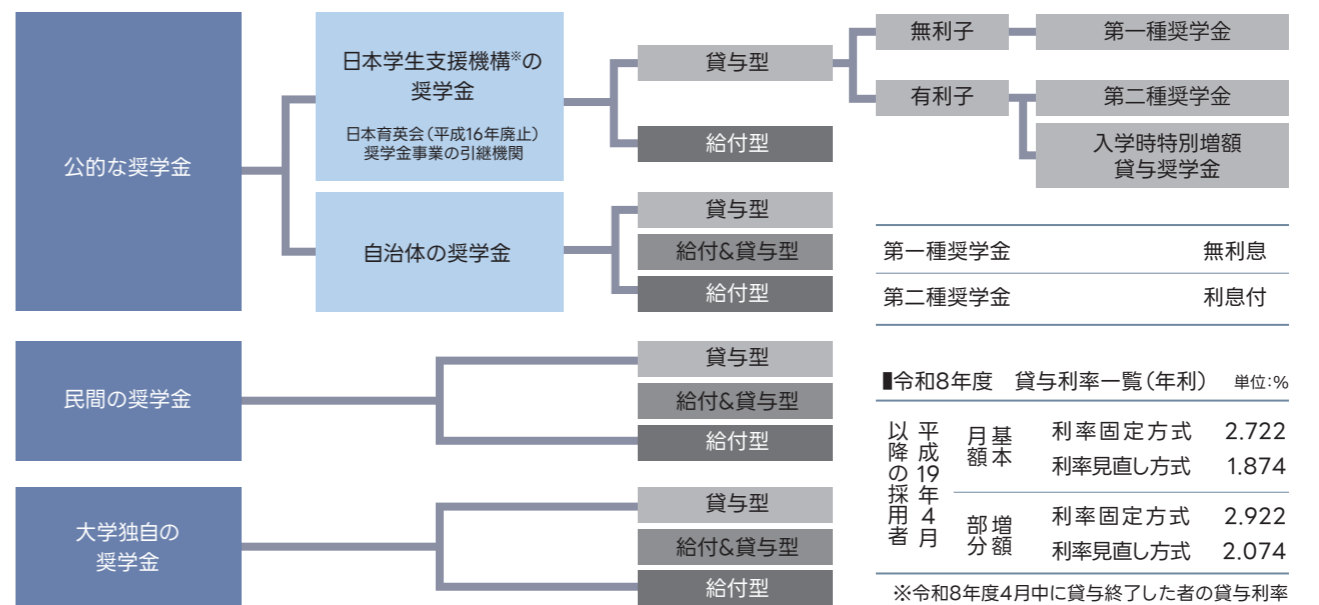 公的な奨学金
日本学生支援機構※の
奨学金
日本育英会（平成16年廃止）
奨学金事業の引継機関
貸与型
無利子
第一種奨学金
有利子
第二種奨学金
入学時特別増額
貸与奨学金
給付型
自治体の奨学金
貸与型
給付&貸与型
給付型
民間の奨学金
貸与型
給付&貸与型
給付型
大学独自の
奨学金
貸与型
給付&貸与型
給付型
第一種奨学金 無利息
第二種奨学金 利息付
▮令和8年度 貸与利率一覧（年利） 単位：%
平成19年4月
以降の採用者
基本
月額
利率固定方式 2.722
利率見直し方式 1.874
増額
部分
利率固定方式 2.922
利率見直し方式 2.074
※令和8年度4月中に貸与終了した者の貸与利率